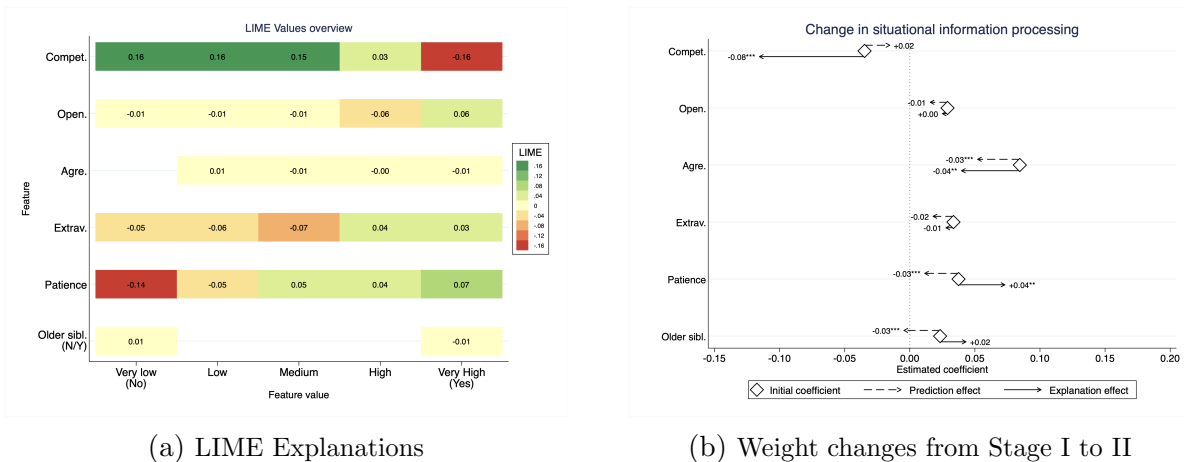 LIME Values overview
Feature
Compet.
0.16 0.16 0.15 0.03 -0.16
Open.
-0.01 -0.01 -0.01 -0.06 0.06
Agre.
0.01 -0.01 -0.00 -0.01
Extrav.
-0.05 -0.06 -0.07 0.04 0.03
Patience
-0.14 -0.05 0.05 0.04 0.07
Older sibl.
(N/Y)
0.01 -0.01
Very low
(No)
Low
Medium
High
Very High
(Yes)
Feature value
LIME
.16
.12
.08
.04
0
-.04
-.08
-.12
-.16
(a) LIME Explanations
Change in situational information processing
Compet.
+0.02
-0.08***
Open.
-0.01
+0.00
Agre.
-0.03***
-0.04**
Extrav.
-0.02
-0.01
Patience
-0.03***
+0.04**
Older sibl.
-0.03***
+0.02
-0.15 -0.10 -0.05 0.00 0.05 0.10 0.15 0.20
Estimated coefficient
Initial coefficient Prediction effect Explanation effect
(b) Weight changes from Stage I to II